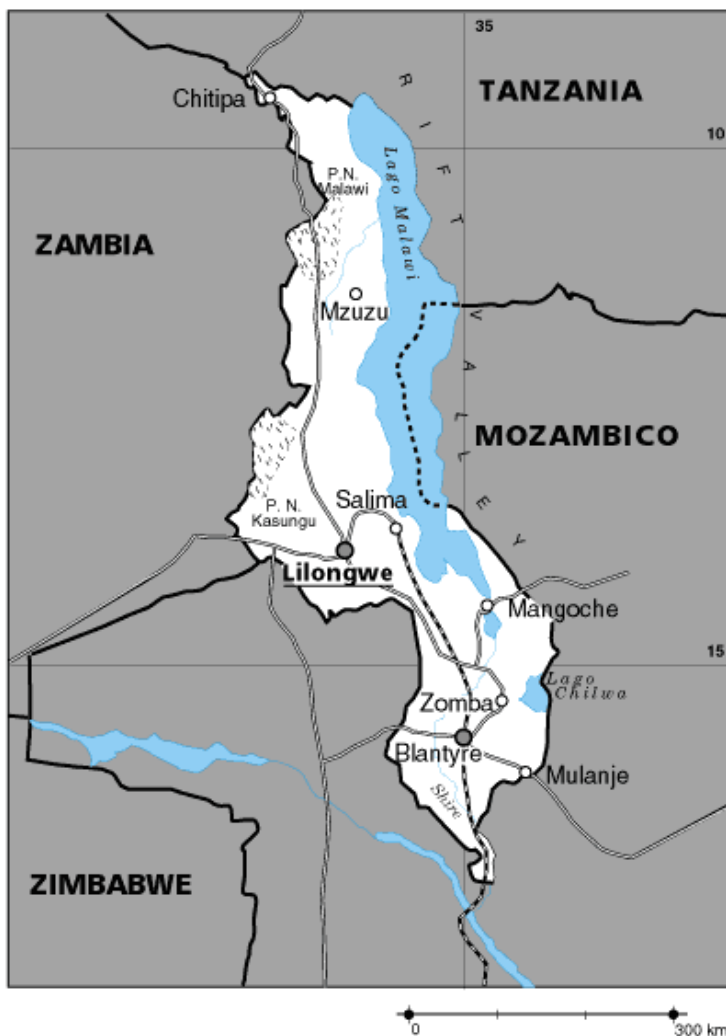 35
TANZANIA
Chitipa
RIFT VALLEY
10
Lago Malawi
P.N.
Malawi
ZAMBIA
Mzuzu
MOZAMBICO
Salima
P. N.
Kasungu
Lilongwe
Mangoche
15
Lago
Chilwa
Zomba
Blantyre
Mulanje
Shire
ZIMBABWE
0
300 km